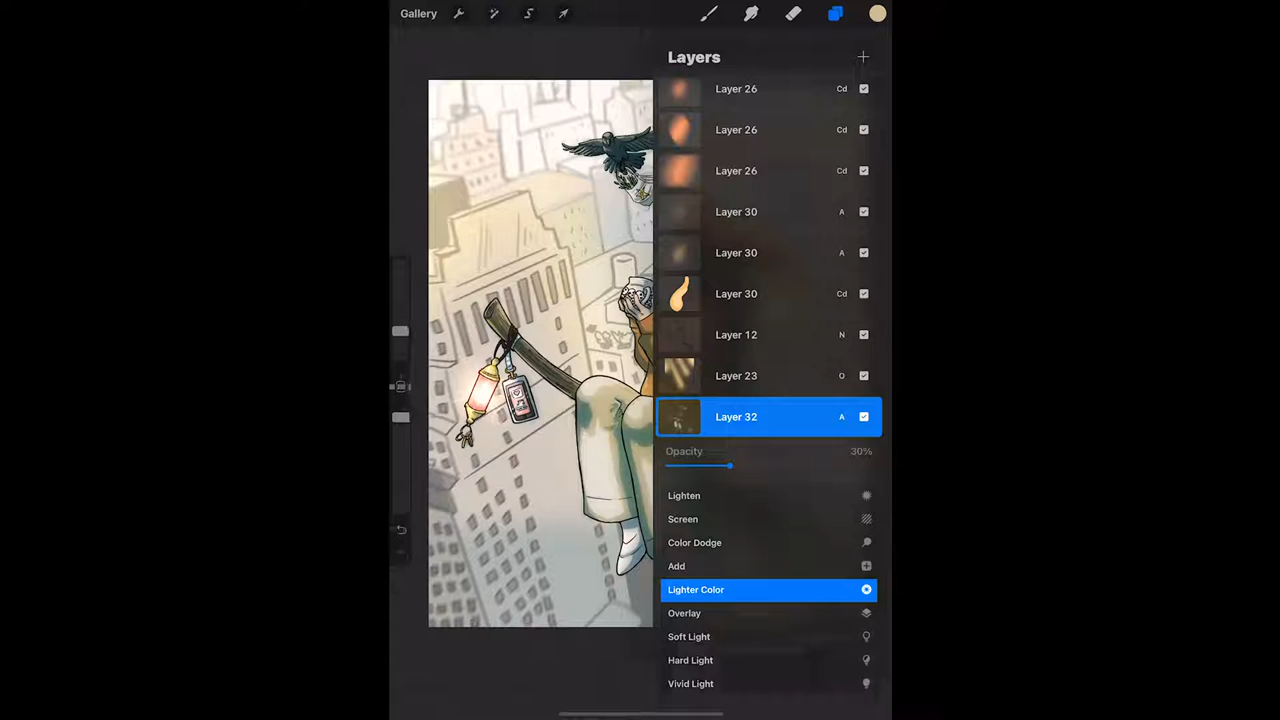 Gallery
Layers
Layer 26 Cd
Layer 26 Cd
Layer 26 Cd
Layer 30 A
Layer 30 A
Layer 30 Cd
Layer 12 N
Layer 23 O
Layer 32 A
Opacity 30%
Lighten
Screen
Color Dodge
Add
Lighter Color
Overlay
Soft Light
Hard Light
Vivid Light